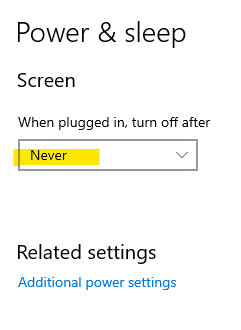 Power & sleep
Screen
When plugged in, turn off after
Never
Related settings
Additional power settings